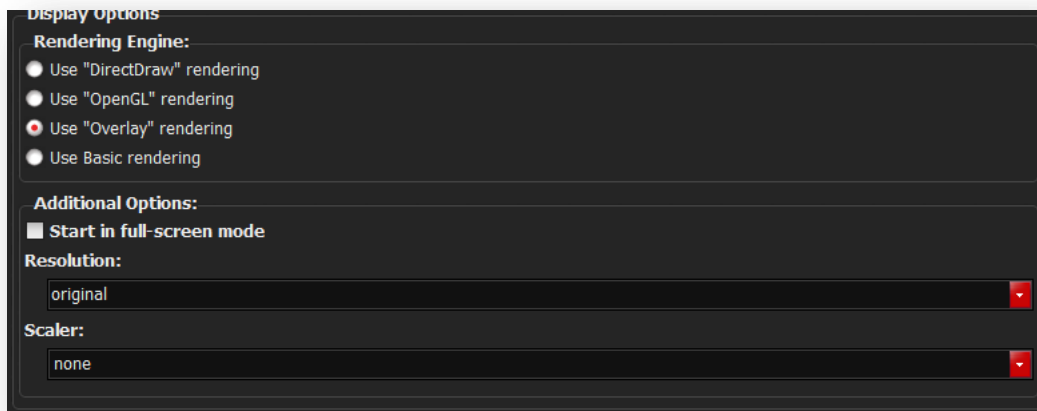 Display Options
Rendering Engine:
Use "DirectDraw" rendering
Use "OpenGL" rendering
Use "Overlay" rendering
Use Basic rendering
Additional Options:
Start in full-screen mode
Resolution:
original
Scaler:
none